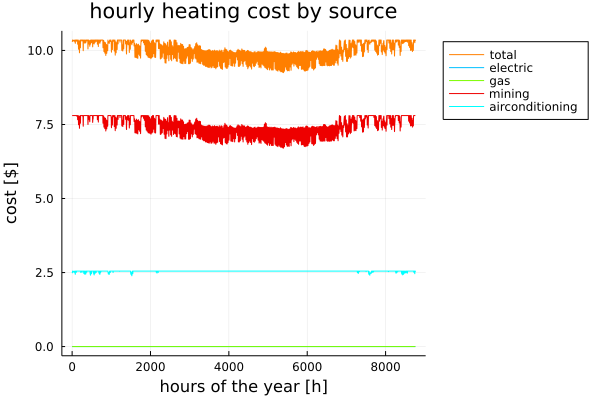 hourly heating cost by source
10.0
7.5
5.0
2.5
0.0
cost [$]
0 2000 4000 6000 8000
hours of the year [h]
total
electric
gas
mining
airconditioning